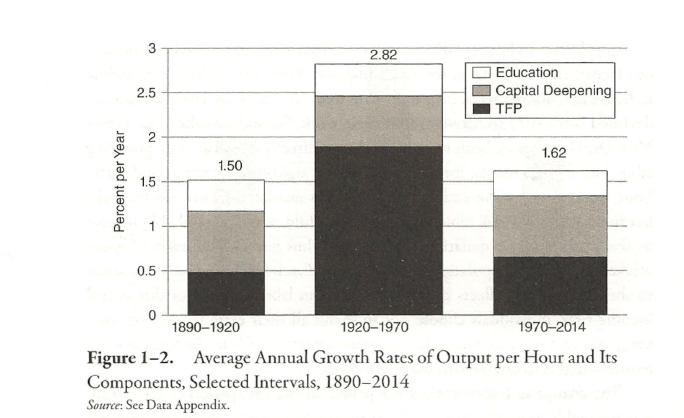 3
2.82
Education
2.5
Capital Deepening
TFP
2
1.62
1.50
1.5
Percent per Year
1
0.5
0
1890–1920
1920–1970
1970–2014
Figure 1–2. Average Annual Growth Rates of Output per Hour and Its
Components, Selected Intervals, 1890–2014
Source: See Data Appendix.